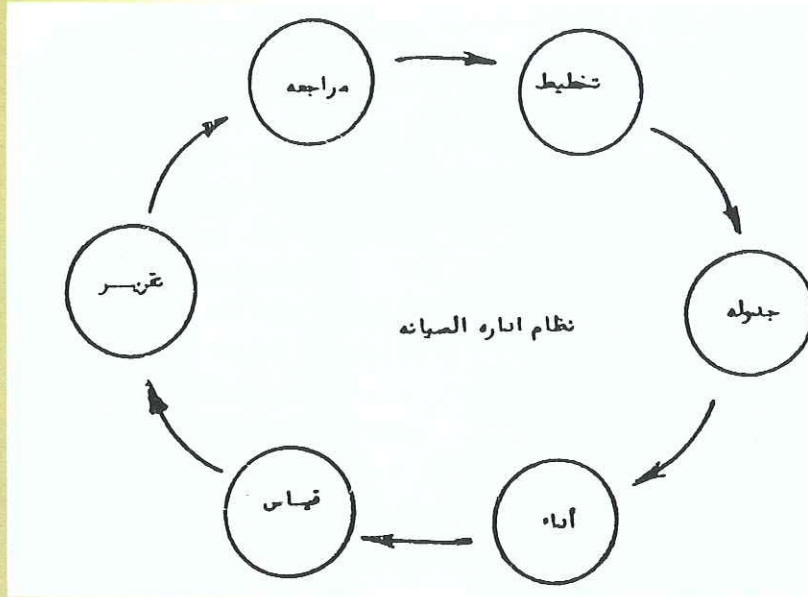 مراجعه
تخطيط
جدوله
أداء
قياس
تقرير
نظام اداره الصيانه